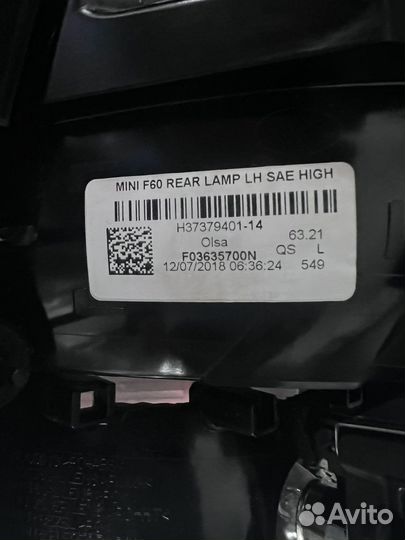 MINI F60 REAR LAMP LH SAE HIGH
H37379401-14 63.21
Olsa QS L
F03635700N
12/07/2018 06:36:24 549
Avito